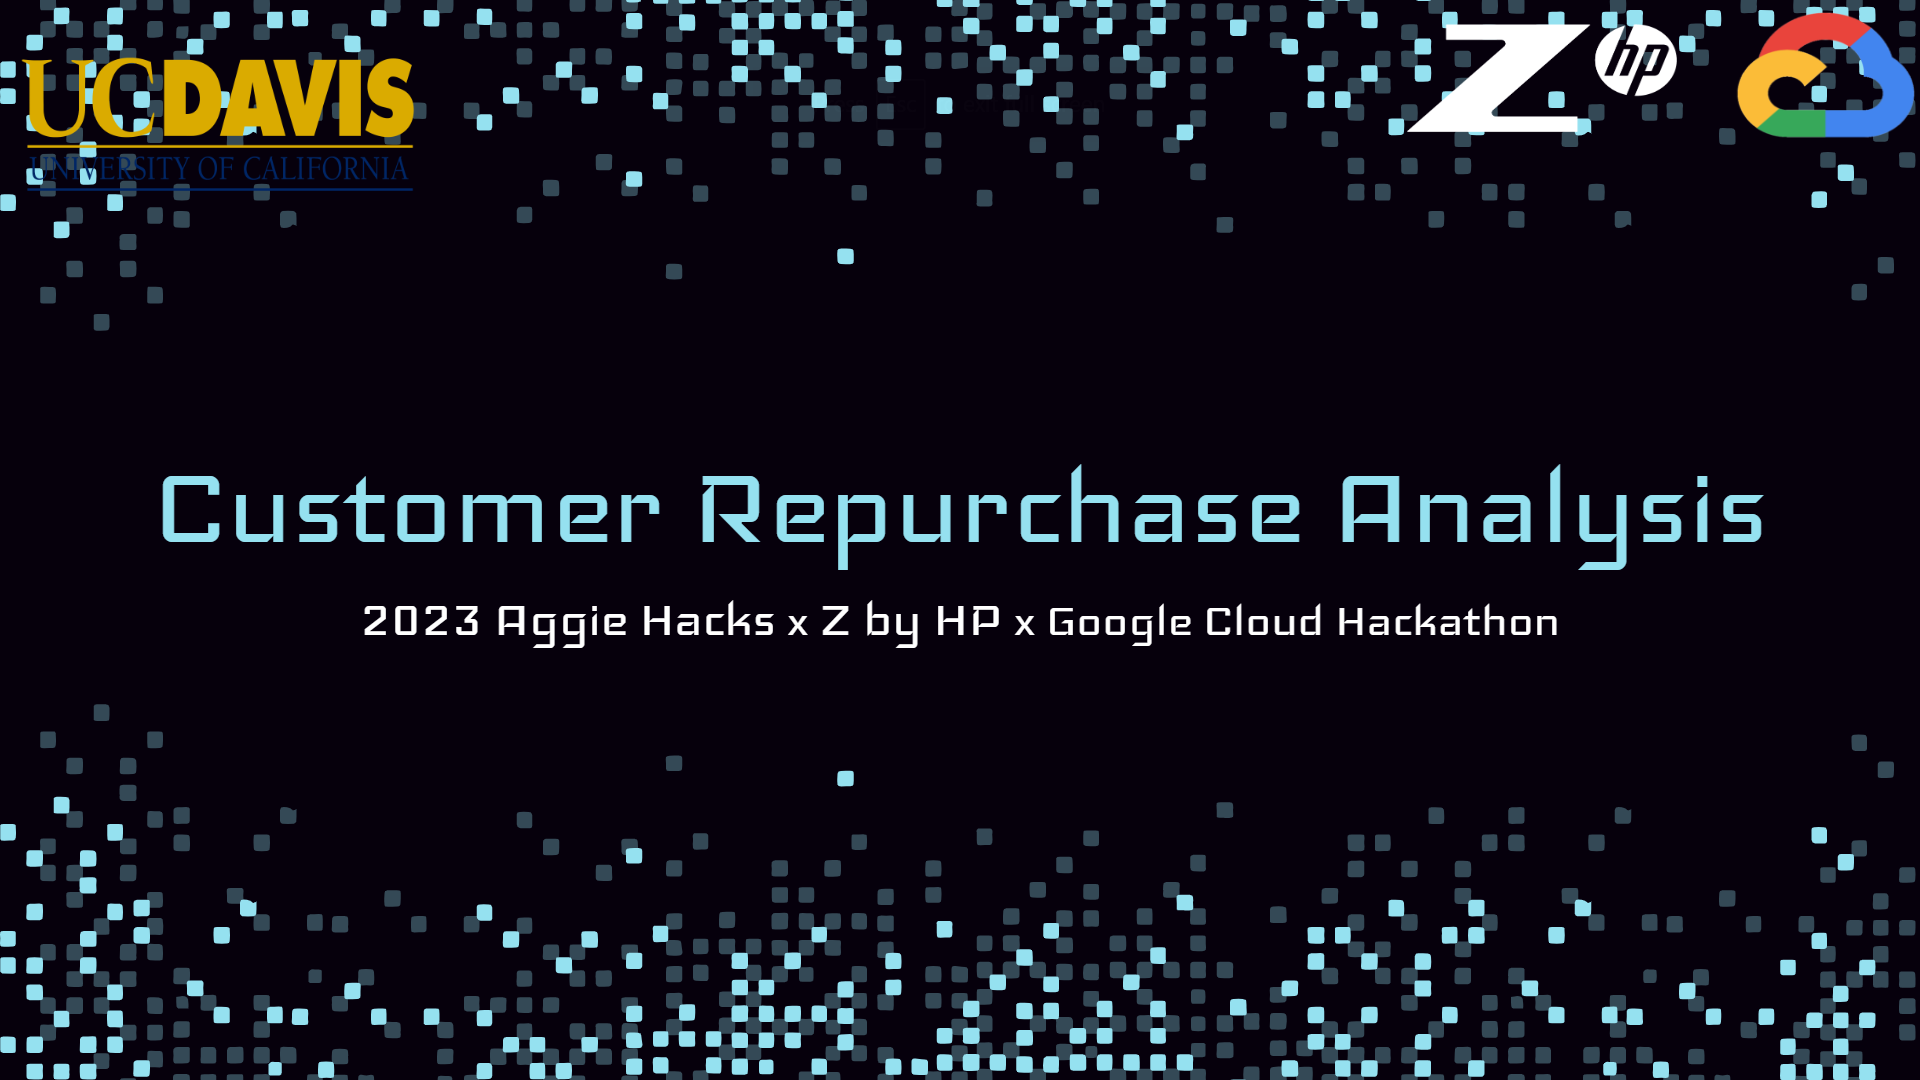 UCDAVIS
UNIVERSITY OF CALIFORNIA
Z hp
Customer Repurchase Analysis
2023 Aggie Hacks x Z by HP x Google Cloud Hackathon